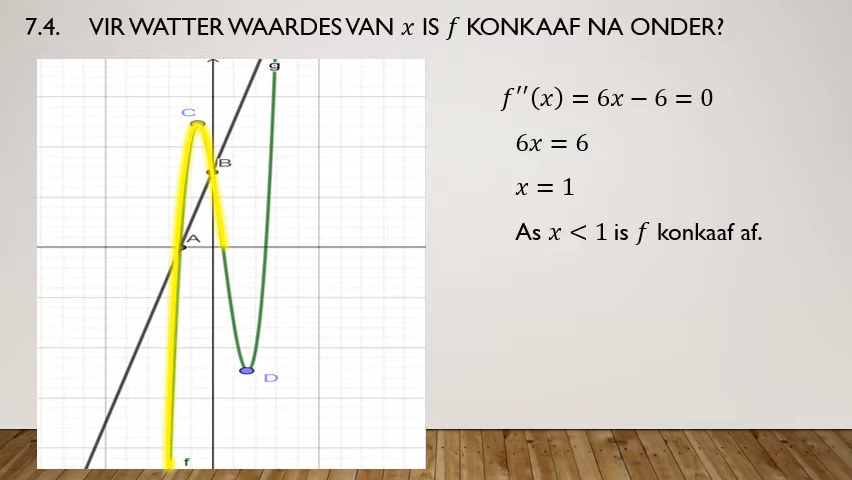 7.4. VIR WATTER WAARDES VAN 𝑥 IS 𝑓 KONKAAF NA ONDER?
g
C
B
A
D
f
𝑓′′(𝑥) = 6𝑥 − 6 = 0
6𝑥 = 6
𝑥 = 1
As 𝑥 < 1 is 𝑓 konkaaf af.